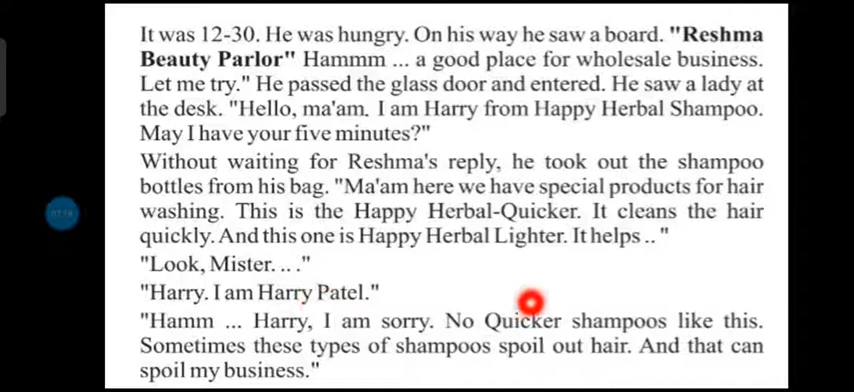 It was 12-30. He was hungry. On his way he saw a board. "Reshma
Beauty Parlor" Hammm ... a good place for wholesale business.
Let me try." He passed the glass door and entered. He saw a lady at
the desk. "Hello, ma'am. I am Harry from Happy Herbal Shampoo.
May I have your five minutes?"
Without waiting for Reshma's reply, he took out the shampoo
bottles from his bag. "Ma'am here we have special products for hair
washing. This is the Happy Herbal-Quicker. It cleans the hair
quickly. And this one is Happy Herbal Lighter. It helps .. "
"Look, Mister. .. ."
"Harry. I am Harry Patel."
"Hamm ... Harry, I am sorry. No Quicker shampoos like this.
Sometimes these types of shampoos spoil out hair. And that can
spoil my business."